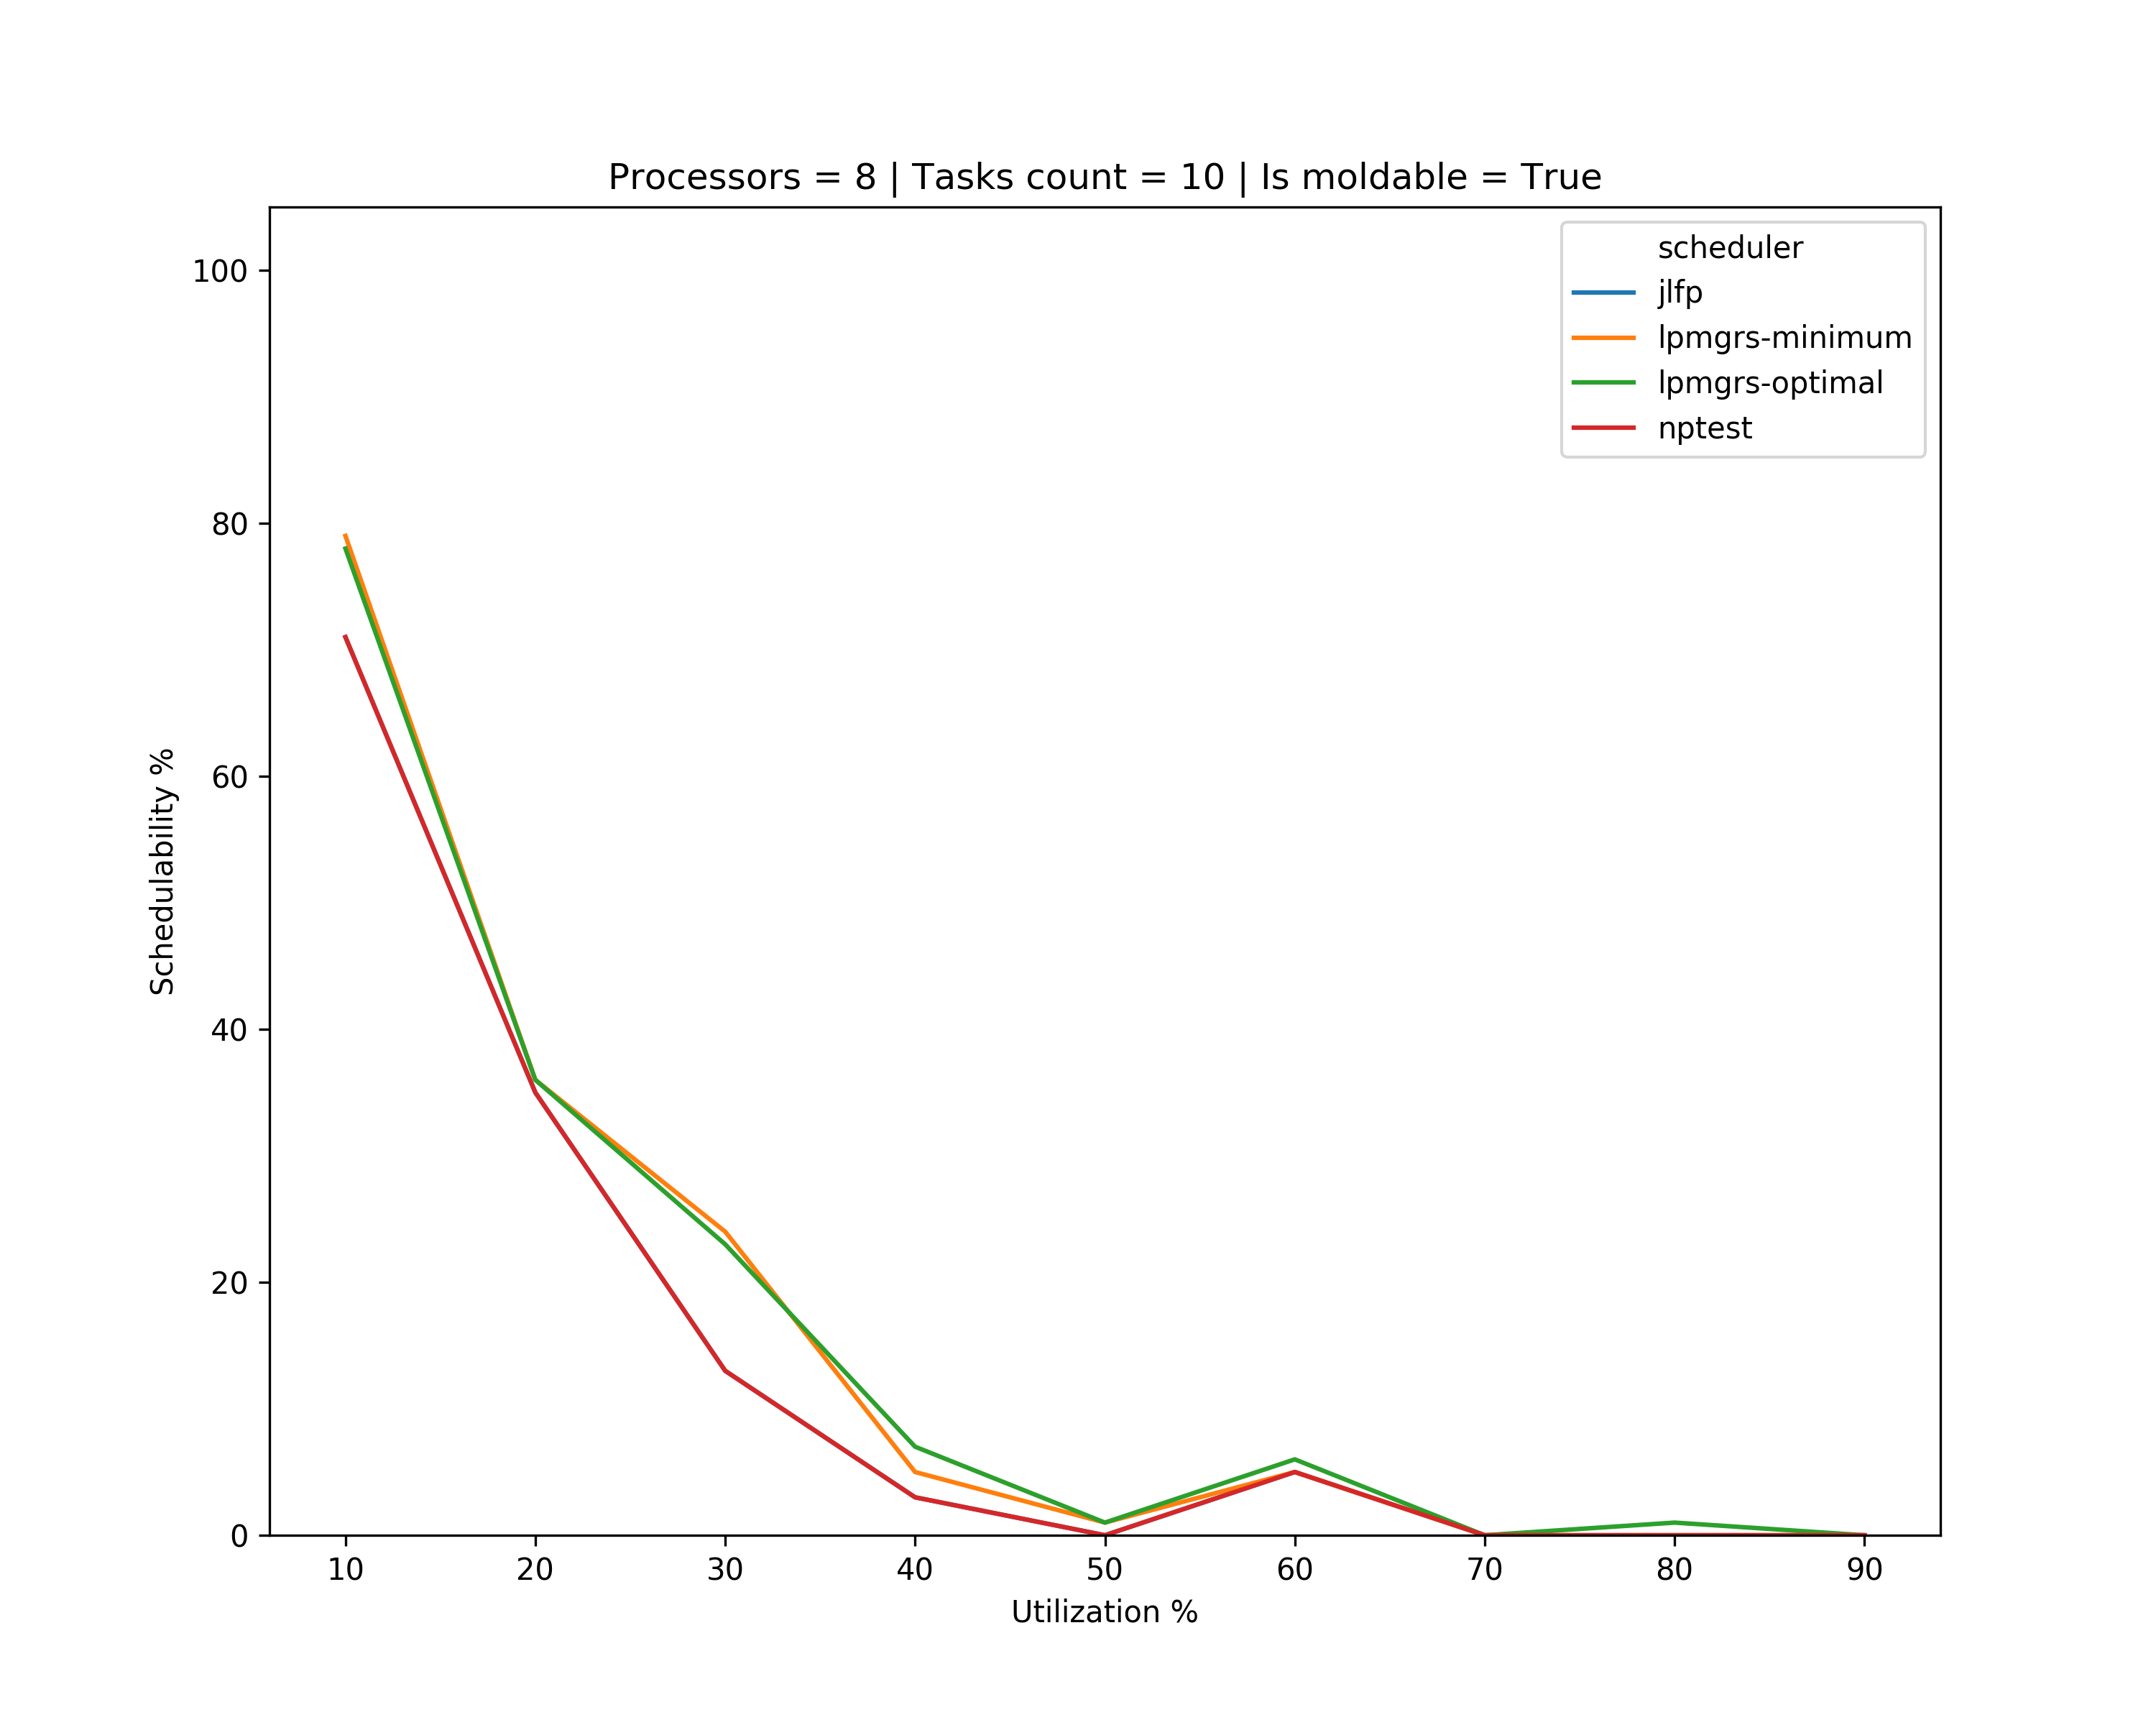 Processors = 8 | Tasks count = 10 | Is moldable = True
scheduler
jlfp
lpmgrs-minimum
lpmgrs-optimal
nptest
100
80
60
40
20
0
Schedulability %
10 20 30 40 50 60 70 80 90
Utilization %